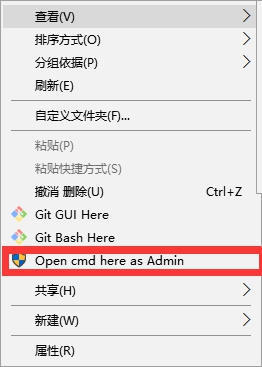 查看(V)
排序方式(O)
分组依据(P)
刷新(E)
自定义文件夹(F)...
粘贴(P)
粘贴快捷方式(S)
撤消 删除(U) Ctrl+Z
Git GUI Here
Git Bash Here
Open cmd here as Admin
共享(H)
新建(W)
属性(R)